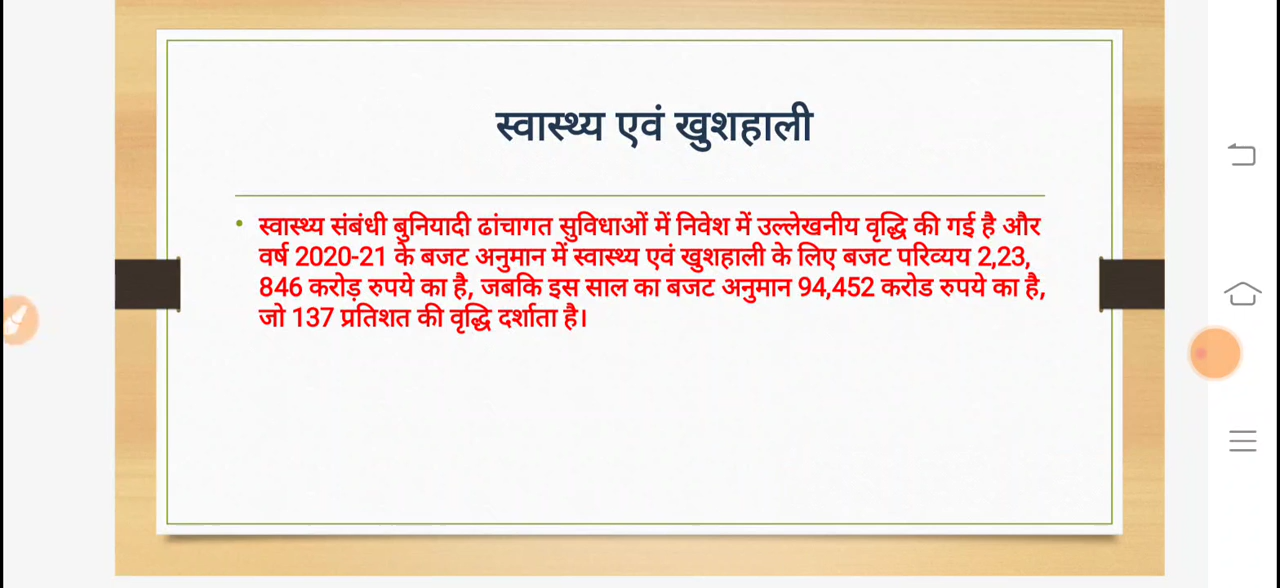 स्वास्थ्य एवं खुशहाली
• स्वास्थ्य संबंधी बुनियादी ढांचागत सुविधाओं में निवेश में उल्लेखनीय वृद्धि की गई है और
वर्ष 2020-21 के बजट अनुमान में स्वास्थ्य एवं खुशहाली के लिए बजट परिव्यय 2,23,
846 करोड़ रुपये का है, जबकि इस साल का बजट अनुमान 94,452 करोड रुपये का है,
जो 137 प्रतिशत की वृद्धि दर्शाता है।